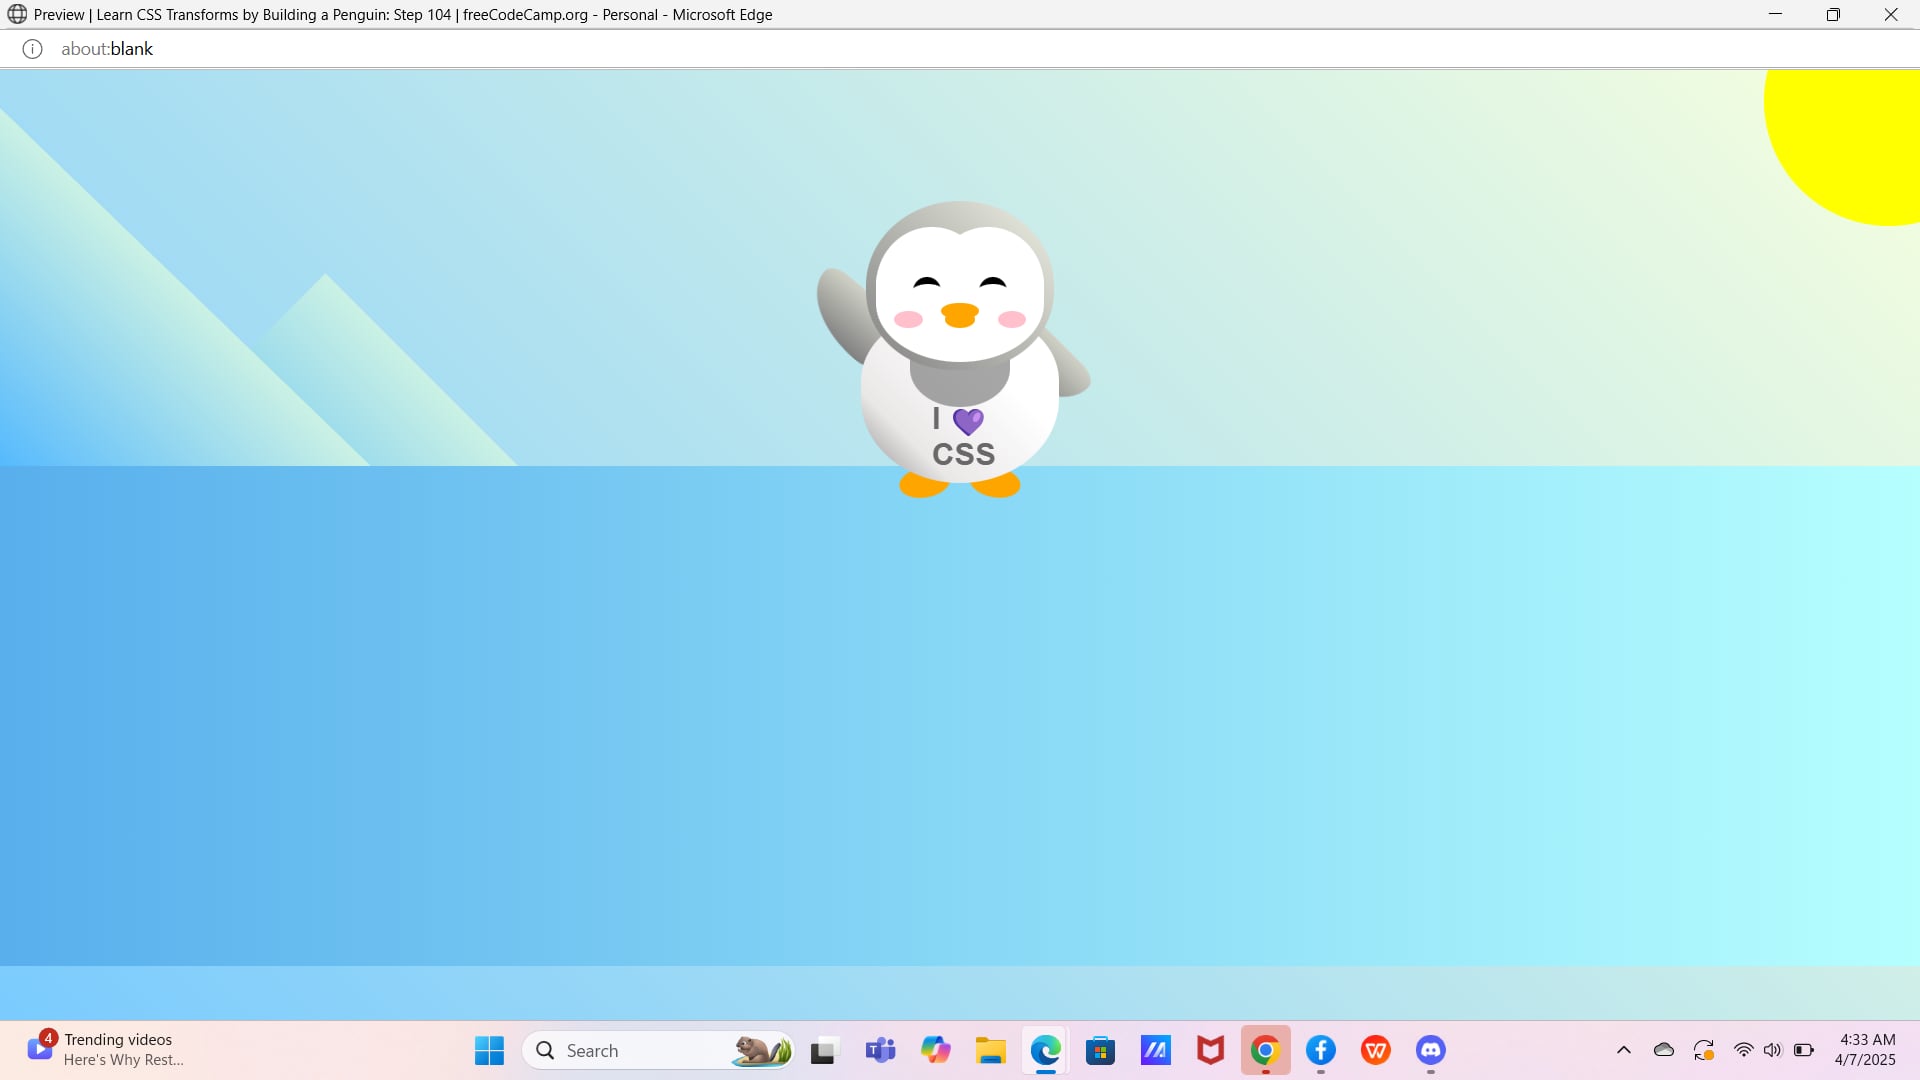 Preview | Learn CSS Transforms by Building a Penguin: Step 104 | freeCodeCamp.org - Personal - Microsoft Edge
about:blank
I 💜
CSS
4
Trending videos
Here's Why Rest...
Search
4:33 AM
4/7/2025